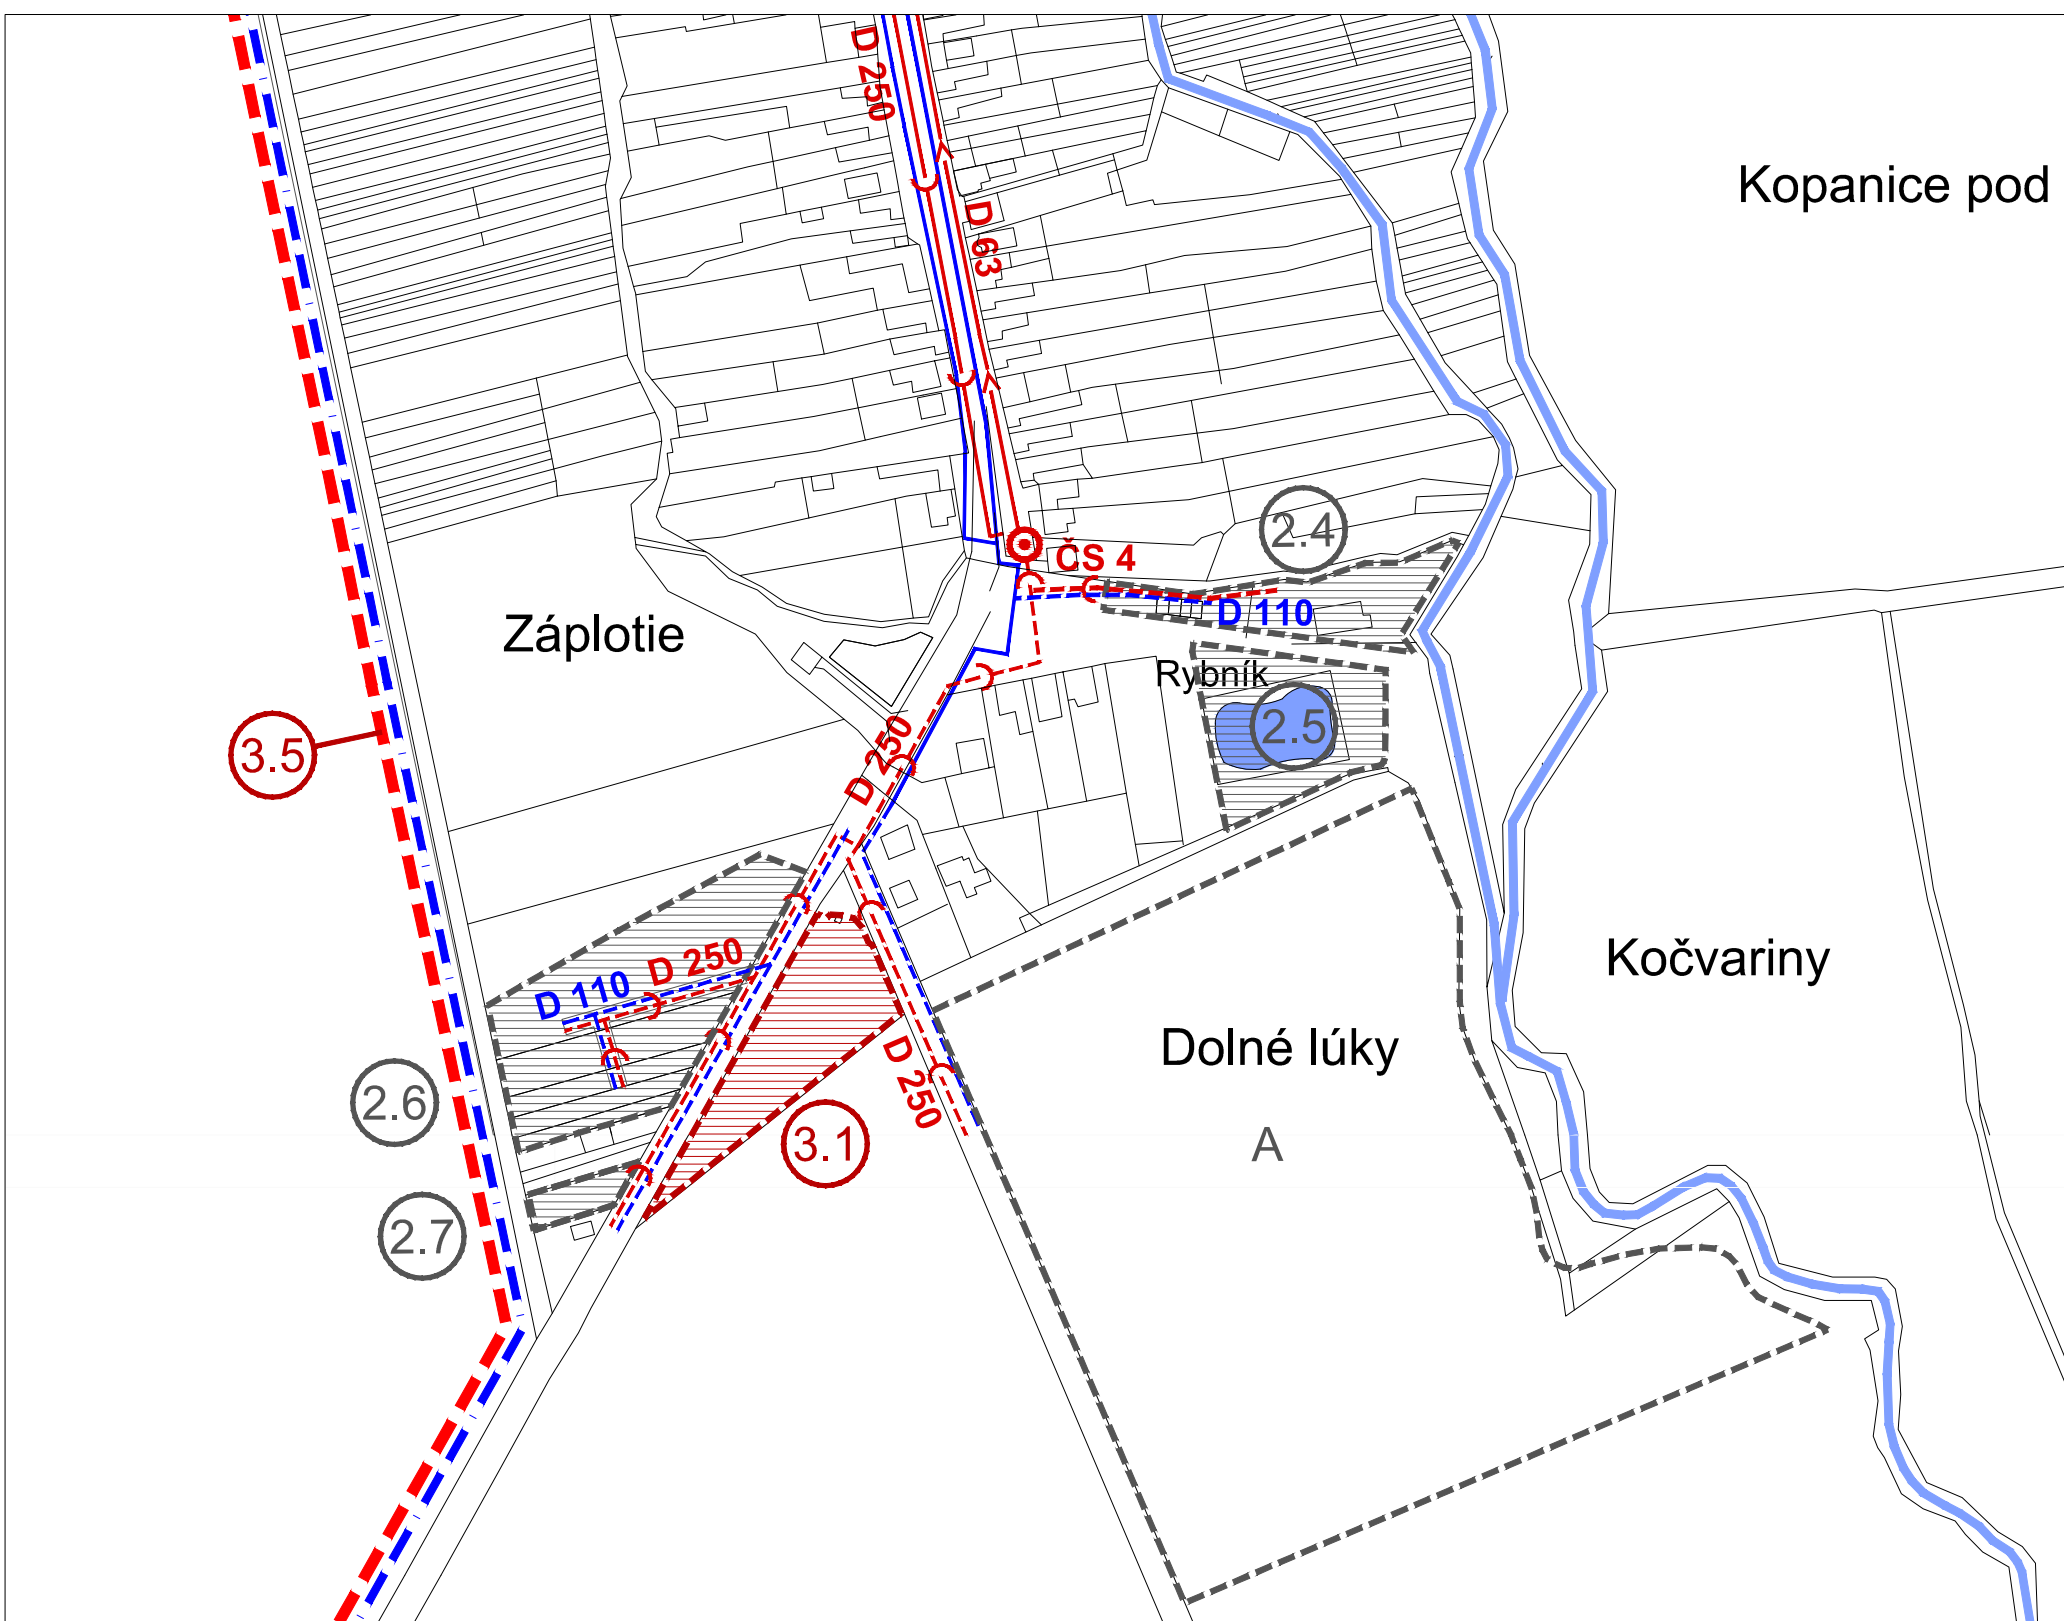 D 250
Kopanice pod
D 63
2.4
ČS 4
D 110
Záplotie
Rybník
2.5
3.5
D 250
Kočvariny
D 250
D 110
Dolné lúky
D 250
2.6
3.1
A
2.7